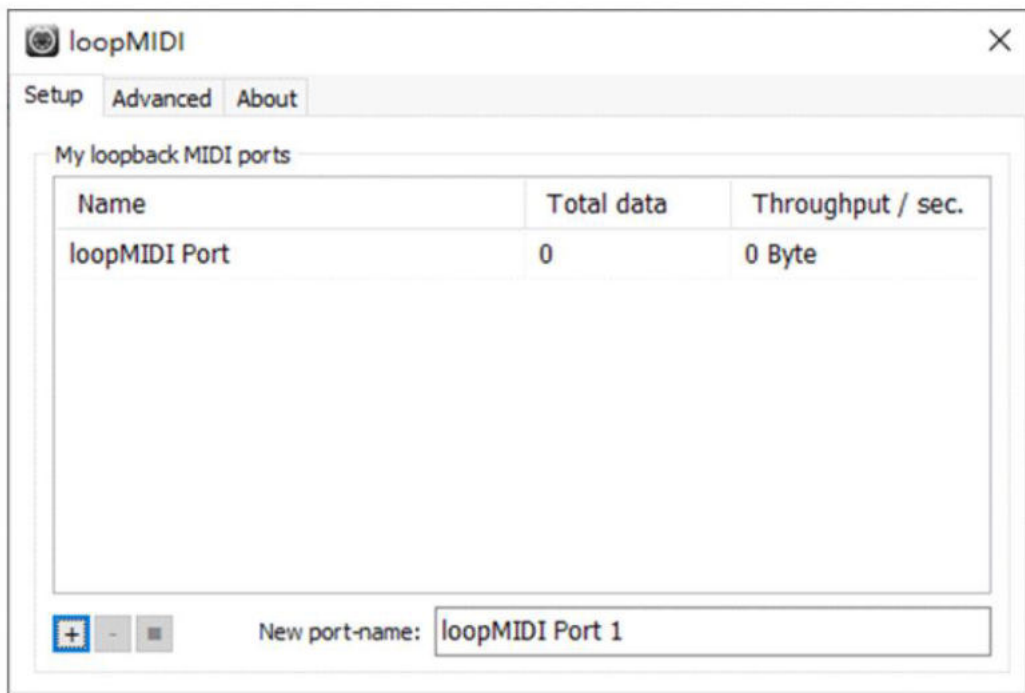 loopMIDI
Setup Advanced About
My loopback MIDI ports
Name Total data Throughput / sec.
loopMIDI Port 0 0 Byte
+ - New port-name: loopMIDI Port 1